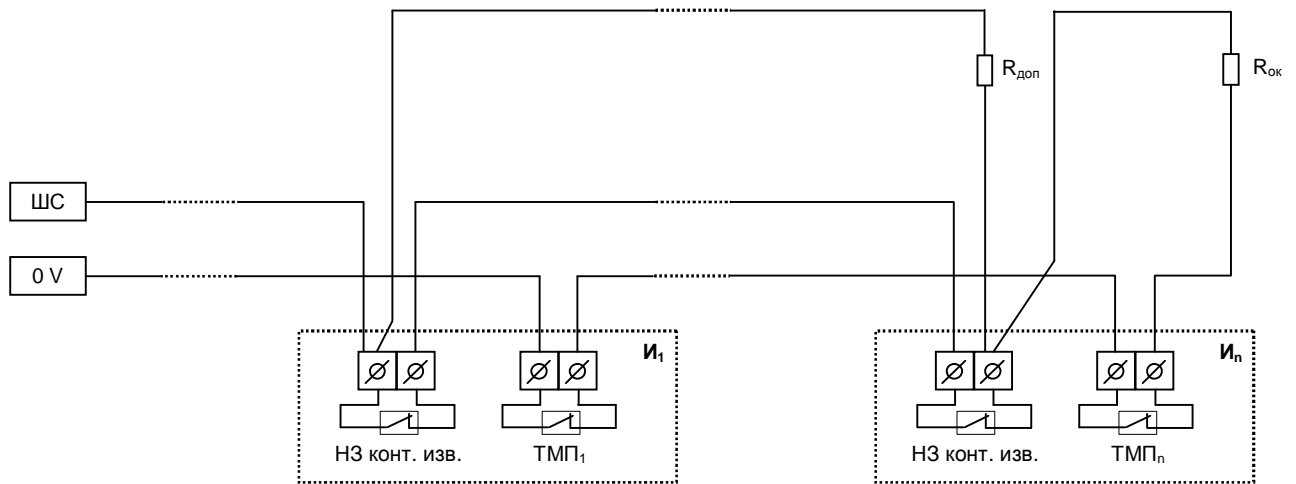 Rдоп
Rок
ШС
0 V
И1
Иn
НЗ конт. изв.
ТМП1
НЗ конт. изв.
ТМПn